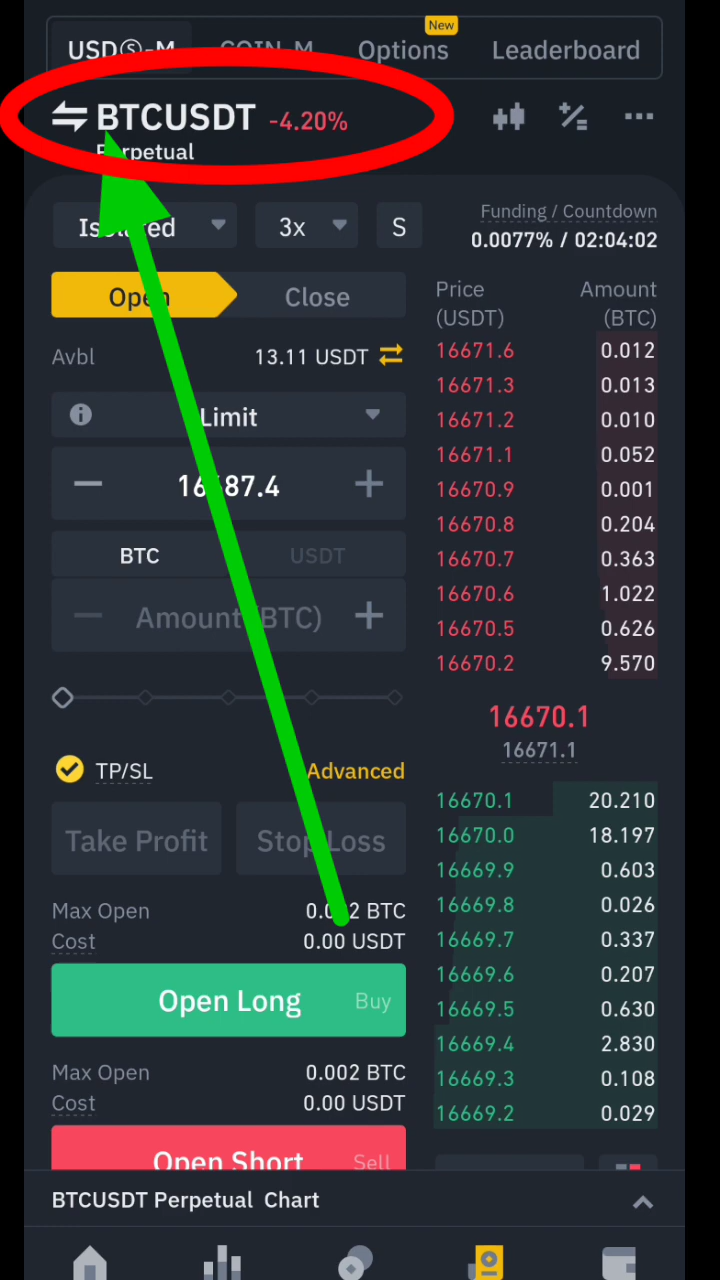 New
USDⓈ-M COIN-M Options Leaderboard
BTCUSDT -4.20%
Perpetual
Isolated 3x S
Funding / Countdown
0.0077% / 02:04:02
Open Close
Avbl 13.11 USDT
Limit
16687.4
BTC USDT
Amount (BTC)
TP/SL Advanced
Take Profit Stop Loss
Max Open 0.002 BTC
Cost 0.00 USDT
Open Long Buy
Max Open 0.002 BTC
Cost 0.00 USDT
Open Short Sell
Price Amount
(USDT) (BTC)
16671.6 0.012
16671.3 0.013
16671.2 0.010
16671.1 0.052
16670.9 0.001
16670.8 0.204
16670.7 0.363
16670.6 1.022
16670.5 0.626
16670.2 9.570
16670.1
16671.1
16670.1 20.210
16670.0 18.197
16669.9 0.603
16669.8 0.026
16669.7 0.337
16669.6 0.207
16669.5 0.630
16669.4 2.830
16669.3 0.108
16669.2 0.029
BTCUSDT Perpetual Chart